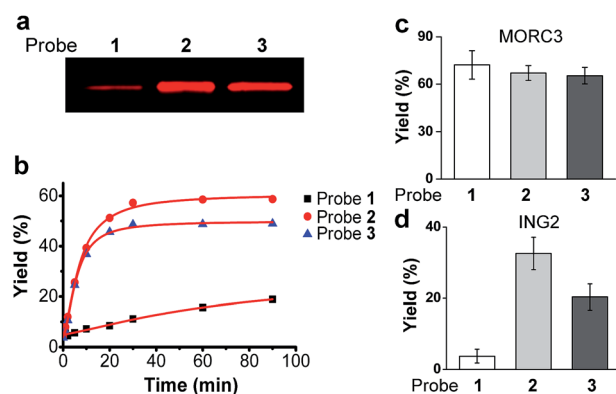 a
Probe 1 2 3
b
Yield (%)
60
40
20
0
0 20 40 60 80 100
Time (min)
Probe 1
Probe 2
Probe 3
c
MORC3
Yield (%)
90
60
30
0
Probe 1 2 3
d
ING2
Yield (%)
40
20
0
Probe 1 2 3